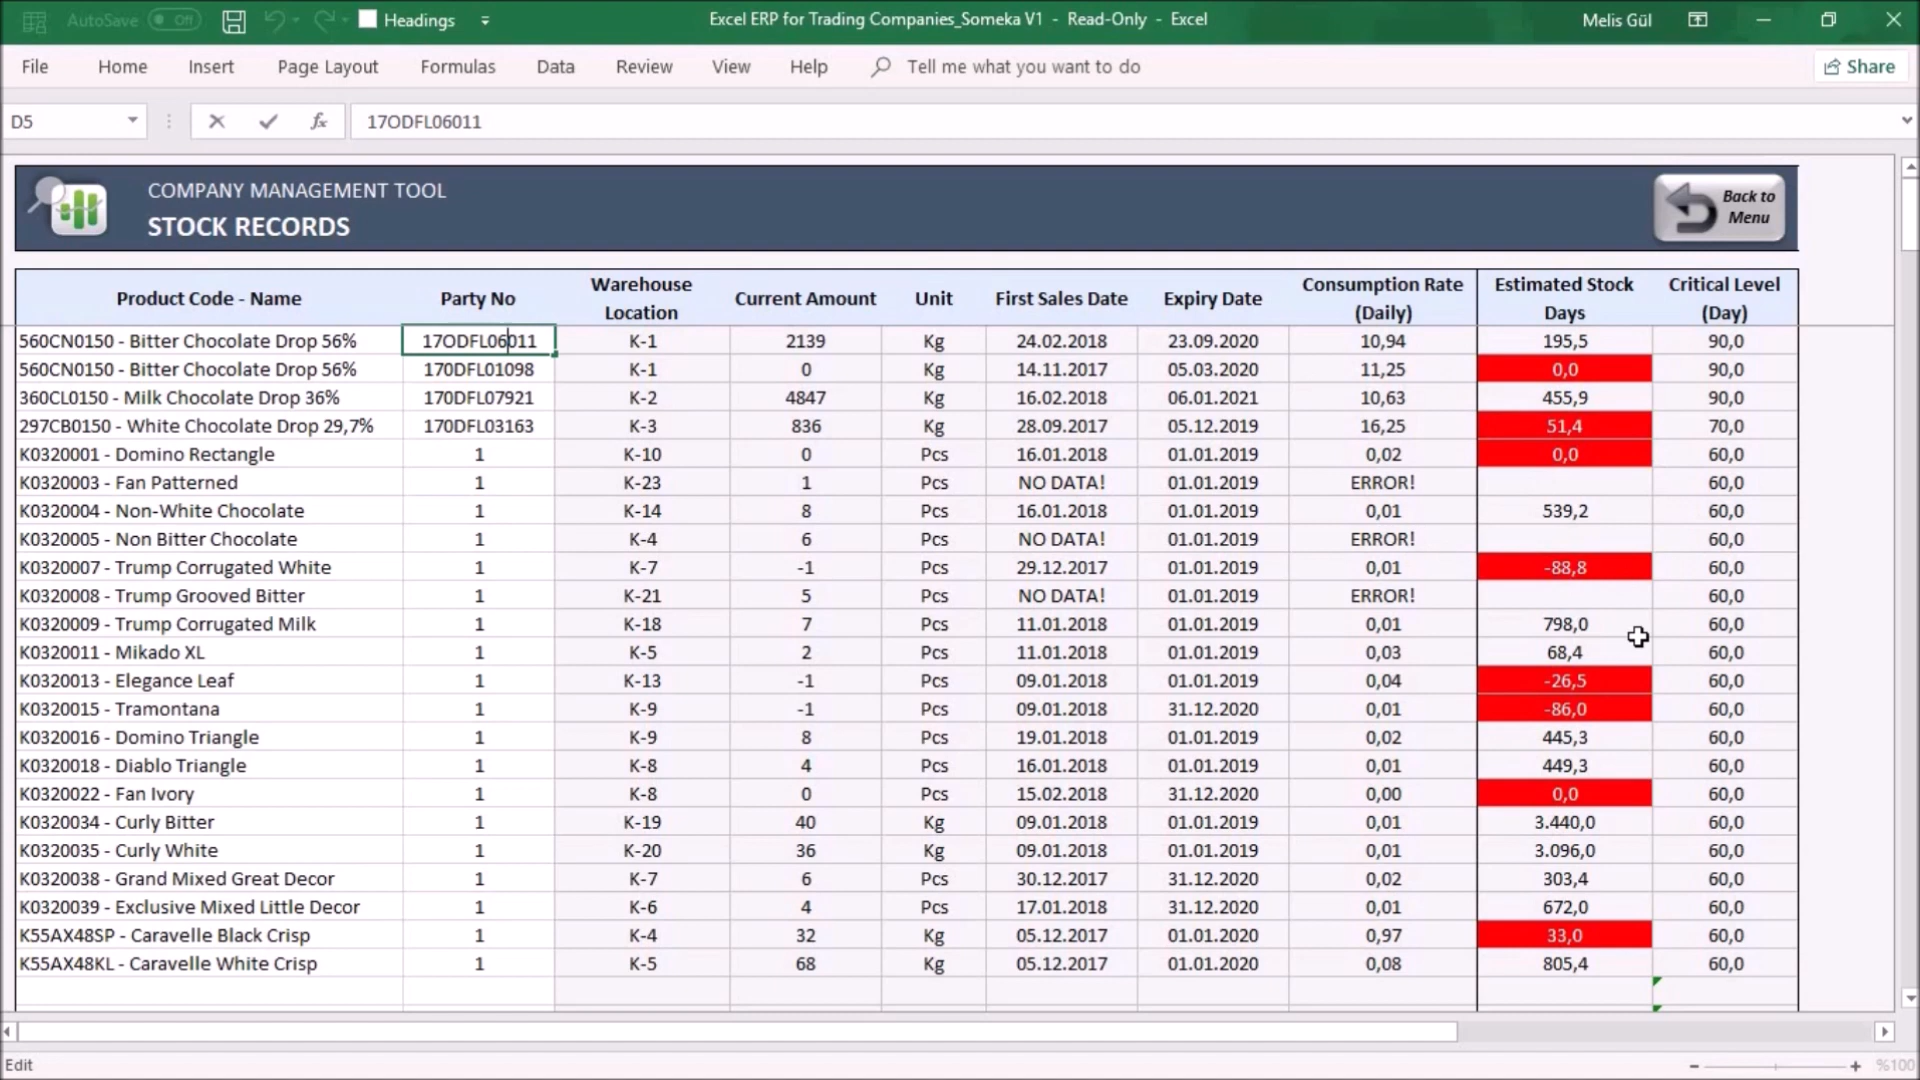 AutoSave Off Headings Excel ERP for Trading Companies_Someka V1 - Read-Only - Excel Melis Gül
File Home Insert Page Layout Formulas Data Review View Help Tell me what you want to do Share
D5 fx 17ODFL06011
COMPANY MANAGEMENT TOOL
STOCK RECORDS
Back to
Menu
Product Code - Name Party No Warehouse Location Current Amount Unit First Sales Date Expiry Date Consumption Rate (Daily) Estimated Stock Days Critical Level (Day)
560CN0150 - Bitter Chocolate Drop 56% 17ODFL06011 K-1 2139 Kg 24.02.2018 23.09.2020 10,94 195,5 90,0
560CN0150 - Bitter Chocolate Drop 56% 170DFL01098 K-1 0 Kg 14.11.2017 05.03.2020 11,25 0,0 90,0
360CL0150 - Milk Chocolate Drop 36% 170DFL07921 K-2 4847 Kg 16.02.2018 06.01.2021 10,63 455,9 90,0
297CB0150 - White Chocolate Drop 29,7% 170DFL03163 K-3 836 Kg 28.09.2017 05.12.2019 16,25 51,4 70,0
K0320001 - Domino Rectangle 1 K-10 0 Pcs 16.01.2018 01.01.2019 0,02 0,0 60,0
K0320003 - Fan Patterned 1 K-23 1 Pcs NO DATA! 01.01.2019 ERROR! 60,0
K0320004 - Non-White Chocolate 1 K-14 8 Pcs 16.01.2018 01.01.2019 0,01 539,2 60,0
K0320005 - Non Bitter Chocolate 1 K-4 6 Pcs NO DATA! 01.01.2019 ERROR! 60,0
K0320007 - Trump Corrugated White 1 K-7 -1 Pcs 29.12.2017 01.01.2019 0,01 -88,8 60,0
K0320008 - Trump Grooved Bitter 1 K-21 5 Pcs NO DATA! 01.01.2019 ERROR! 60,0
K0320009 - Trump Corrugated Milk 1 K-18 7 Pcs 11.01.2018 01.01.2019 0,01 798,0 60,0
K0320011 - Mikado XL 1 K-5 2 Pcs 11.01.2018 01.01.2019 0,03 68,4 60,0
K0320013 - Elegance Leaf 1 K-13 -1 Pcs 09.01.2018 01.01.2019 0,04 -26,5 60,0
K0320015 - Tramontana 1 K-9 -1 Pcs 09.01.2018 31.12.2020 0,01 -86,0 60,0
K0320016 - Domino Triangle 1 K-9 8 Pcs 19.01.2018 01.01.2019 0,02 445,3 60,0
K0320018 - Diablo Triangle 1 K-8 4 Pcs 16.01.2018 01.01.2019 0,01 449,3 60,0
K0320022 - Fan Ivory 1 K-8 0 Pcs 15.02.2018 31.12.2020 0,00 0,0 60,0
K0320034 - Curly Bitter 1 K-19 40 Kg 09.01.2018 01.01.2019 0,01 3.440,0 60,0
K0320035 - Curly White 1 K-20 36 Kg 09.01.2018 01.01.2019 0,01 3.096,0 60,0
K0320038 - Grand Mixed Great Decor 1 K-7 6 Pcs 30.12.2017 31.12.2020 0,02 303,4 60,0
K0320039 - Exclusive Mixed Little Decor 1 K-6 4 Pcs 17.01.2018 31.12.2020 0,01 672,0 60,0
K55AX48SP - Caravelle Black Crisp 1 K-4 32 Kg 05.12.2017 01.01.2020 0,97 33,0 60,0
K55AX48KL - Caravelle White Crisp 1 K-5 68 Kg 05.12.2017 01.01.2020 0,08 805,4 60,0
Edit %100